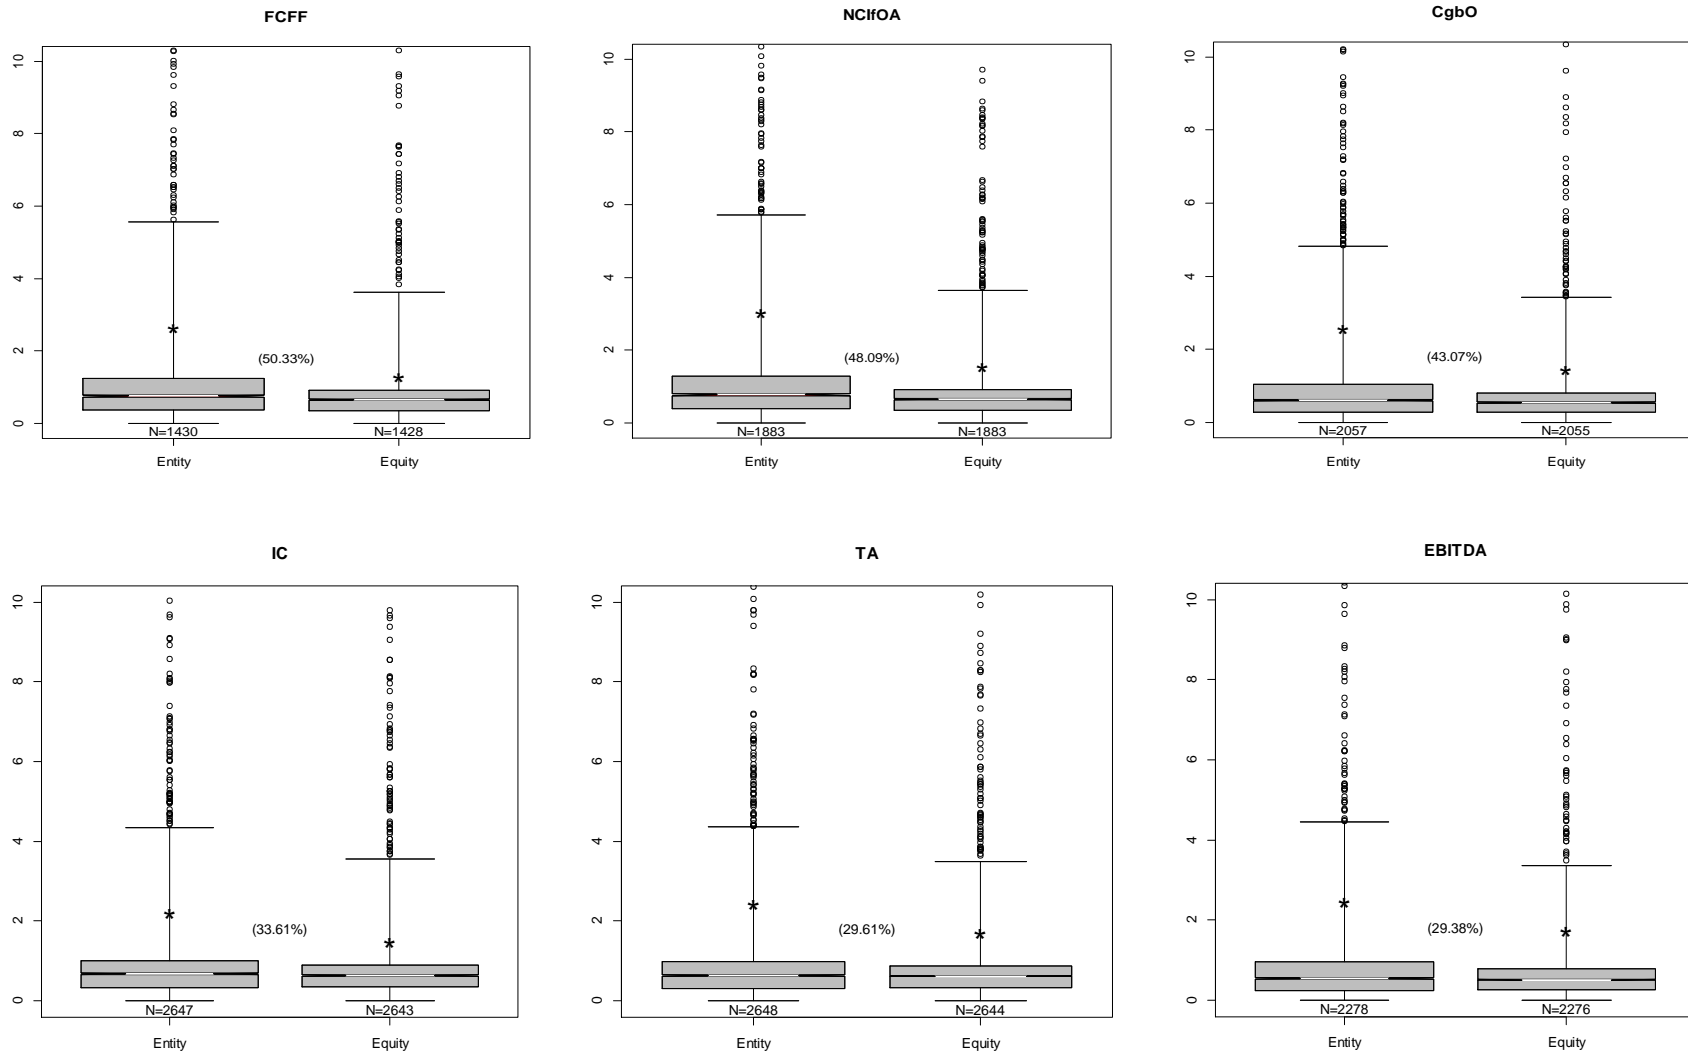 FCFF
NCIfOA
CgbO
0 2 4 6 8 10
(50.33%)
N=1430 N=1428
Entity Equity
0 2 4 6 8 10
(48.09%)
N=1883 N=1883
Entity Equity
0 2 4 6 8 10
(43.07%)
N=2057 N=2055
Entity Equity
IC
TA
EBITDA
0 2 4 6 8 10
(33.61%)
N=2647 N=2643
Entity Equity
0 2 4 6 8 10
(29.61%)
N=2648 N=2644
Entity Equity
0 2 4 6 8 10
(29.38%)
N=2278 N=2276
Entity Equity